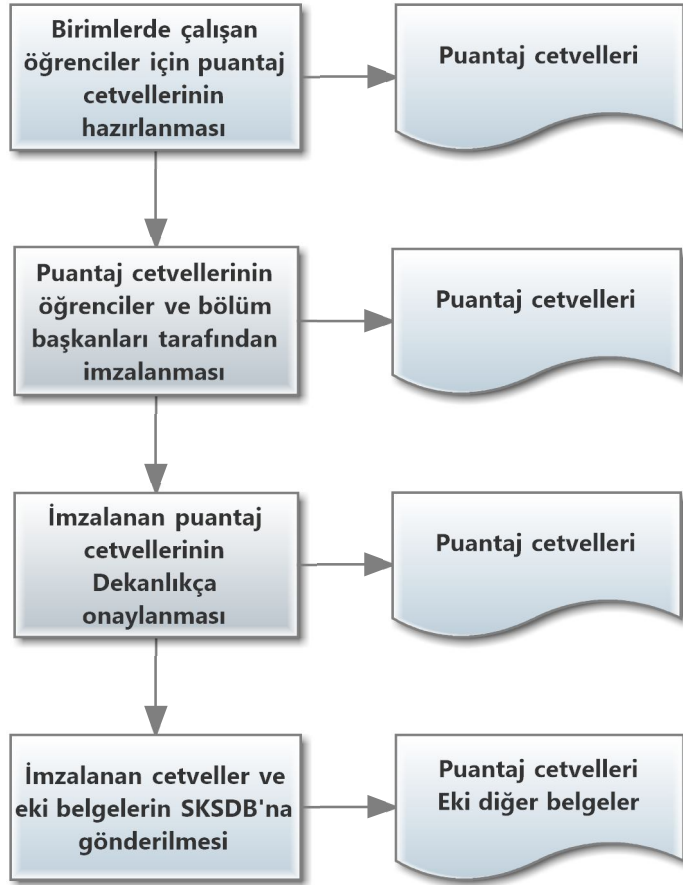 Birimlerde çalışan
öğrenciler için puantaj
cetvellerinin
hazırlanması
Puantaj cetvelleri
Puantaj cetvellerinin
öğrenciler ve bölüm
başkanları tarafından
imzalanması
Puantaj cetvelleri
İmzalanan puantaj
cetvellerinin
Dekanlıkça
onaylanması
Puantaj cetvelleri
İmzalanan cetveller ve
eki belgelerin SKSDB'na
gönderilmesi
Puantaj cetvelleri
Eki diğer belgeler